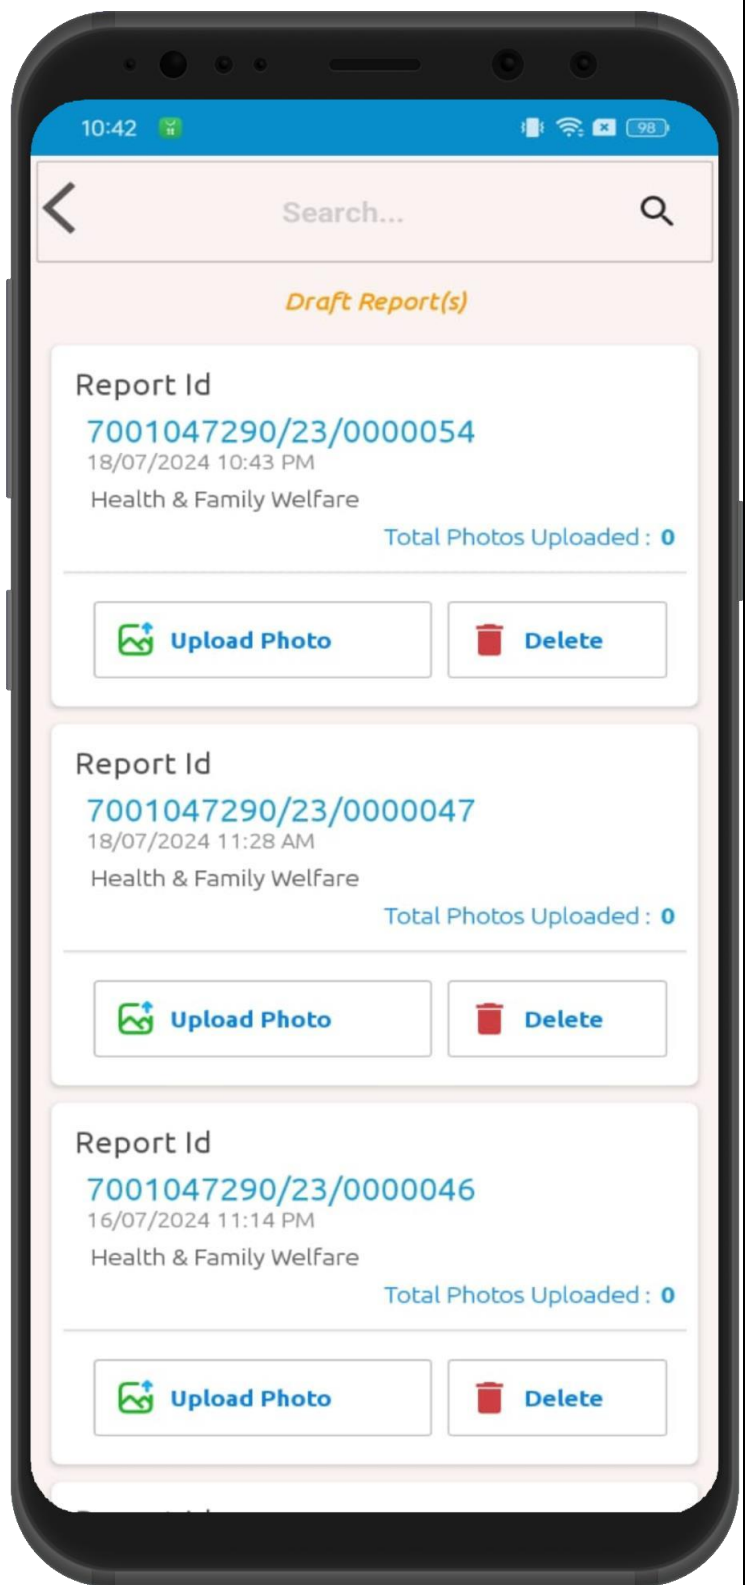 10:42 98
Search...
Draft Report(s)
Report Id
7001047290/23/0000054
18/07/2024 10:43 PM
Health & Family Welfare
Total Photos Uploaded : 0
Upload Photo Delete
Report Id
7001047290/23/0000047
18/07/2024 11:28 AM
Health & Family Welfare
Total Photos Uploaded : 0
Upload Photo Delete
Report Id
7001047290/23/0000046
16/07/2024 11:14 PM
Health & Family Welfare
Total Photos Uploaded : 0
Upload Photo Delete